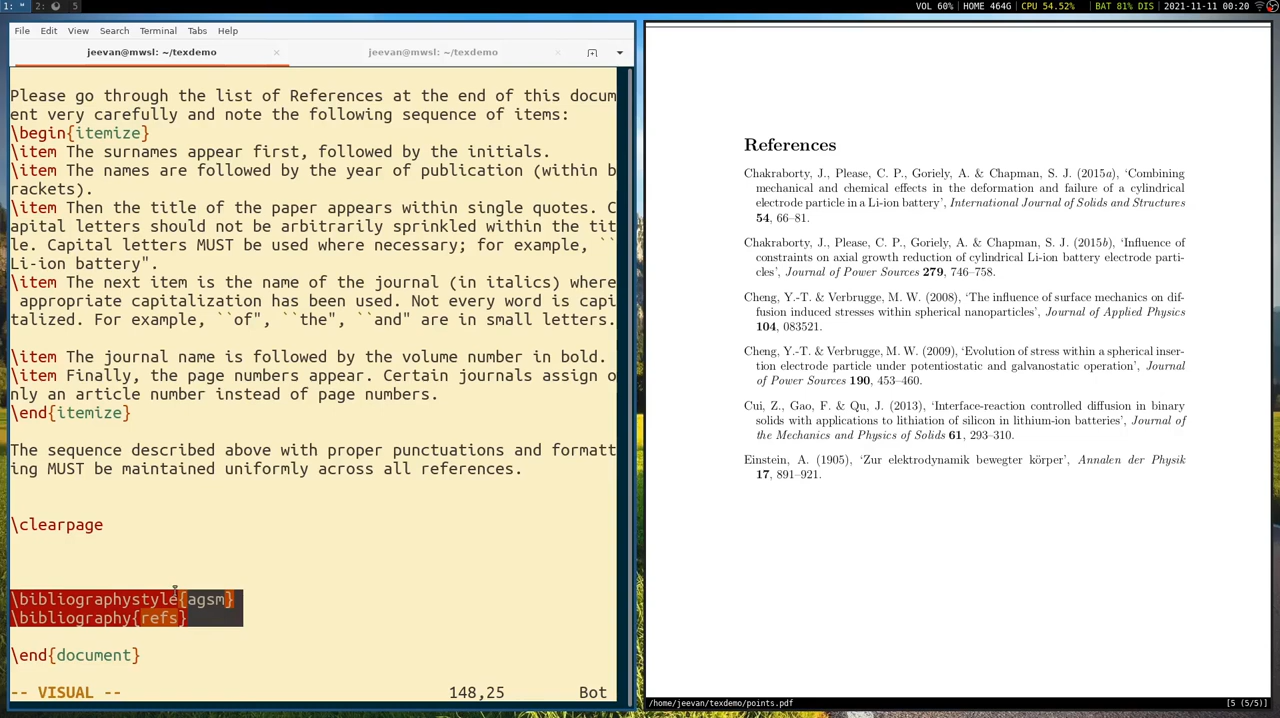 1: 2: 5 VOL 60% HOME 464G CPU 54.52% BAT 81% DIS 2021-11-11 00:20
File Edit View Search Terminal Tabs Help
jeevan@mwsl: ~/texdemo × jeevan@mwsl: ~/texdemo ×
Please go through the list of References at the end of this docum
ent very carefully and note the following sequence of items:
\begin{itemize}
\item The surnames appear first, followed by the initials.
\item The names are followed by the year of publication (within b
rackets).
\item Then the title of the paper appears within single quotes. C
apital letters should not be arbitrarily sprinkled within the tit
le. Capital letters MUST be used where necessary; for example, ``
Li-ion battery".
\item The next item is the name of the journal (in italics) where
 appropriate capitalization has been used. Not every word is capi
talized. For example, ``of", ``the", ``and" are in small letters.
\item The journal name is followed by the volume number in bold.
\item Finally, the page numbers appear. Certain journals assign o
nly an article number instead of page numbers.
\end{itemize}
The sequence described above with proper punctuations and formatt
ing MUST be maintained uniformly across all references.
\clearpage
\bibliographystyle{agsm}
\bibliography{refs}
\end{document}
-- VISUAL -- 148,25 Bot
References
Chakraborty, J., Please, C. P., Goriely, A. & Chapman, S. J. (2015a), ‘Combining
mechanical and chemical effects in the deformation and failure of a cylindrical
electrode particle in a Li-ion battery’, International Journal of Solids and Structures
54, 66–81.
Chakraborty, J., Please, C. P., Goriely, A. & Chapman, S. J. (2015b), ‘Influence of
constraints on axial growth reduction of cylindrical Li-ion battery electrode parti-
cles’, Journal of Power Sources 279, 746–758.
Cheng, Y.-T. & Verbrugge, M. W. (2008), ‘The influence of surface mechanics on dif-
fusion induced stresses within spherical nanoparticles’, Journal of Applied Physics
104, 083521.
Cheng, Y.-T. & Verbrugge, M. W. (2009), ‘Evolution of stress within a spherical inser-
tion electrode particle under potentiostatic and galvanostatic operation’, Journal
of Power Sources 190, 453–460.
Cui, Z., Gao, F. & Qu, J. (2013), ‘Interface-reaction controlled diffusion in binary
solids with applications to lithiation of silicon in lithium-ion batteries’, Journal of
the Mechanics and Physics of Solids 61, 293–310.
Einstein, A. (1905), ‘Zur elektrodynamik bewegter körper’, Annalen der Physik
17, 891–921.
/home/jeevan/texdemo/points.pdf [5 (5/5)]